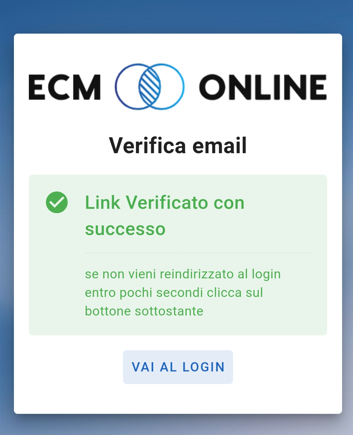 ECM ONLINE
Verifica email
Link Verificato con
successo
se non vieni reindirizzato al login
entro pochi secondi clicca sul
bottone sottostante
VAI AL LOGIN